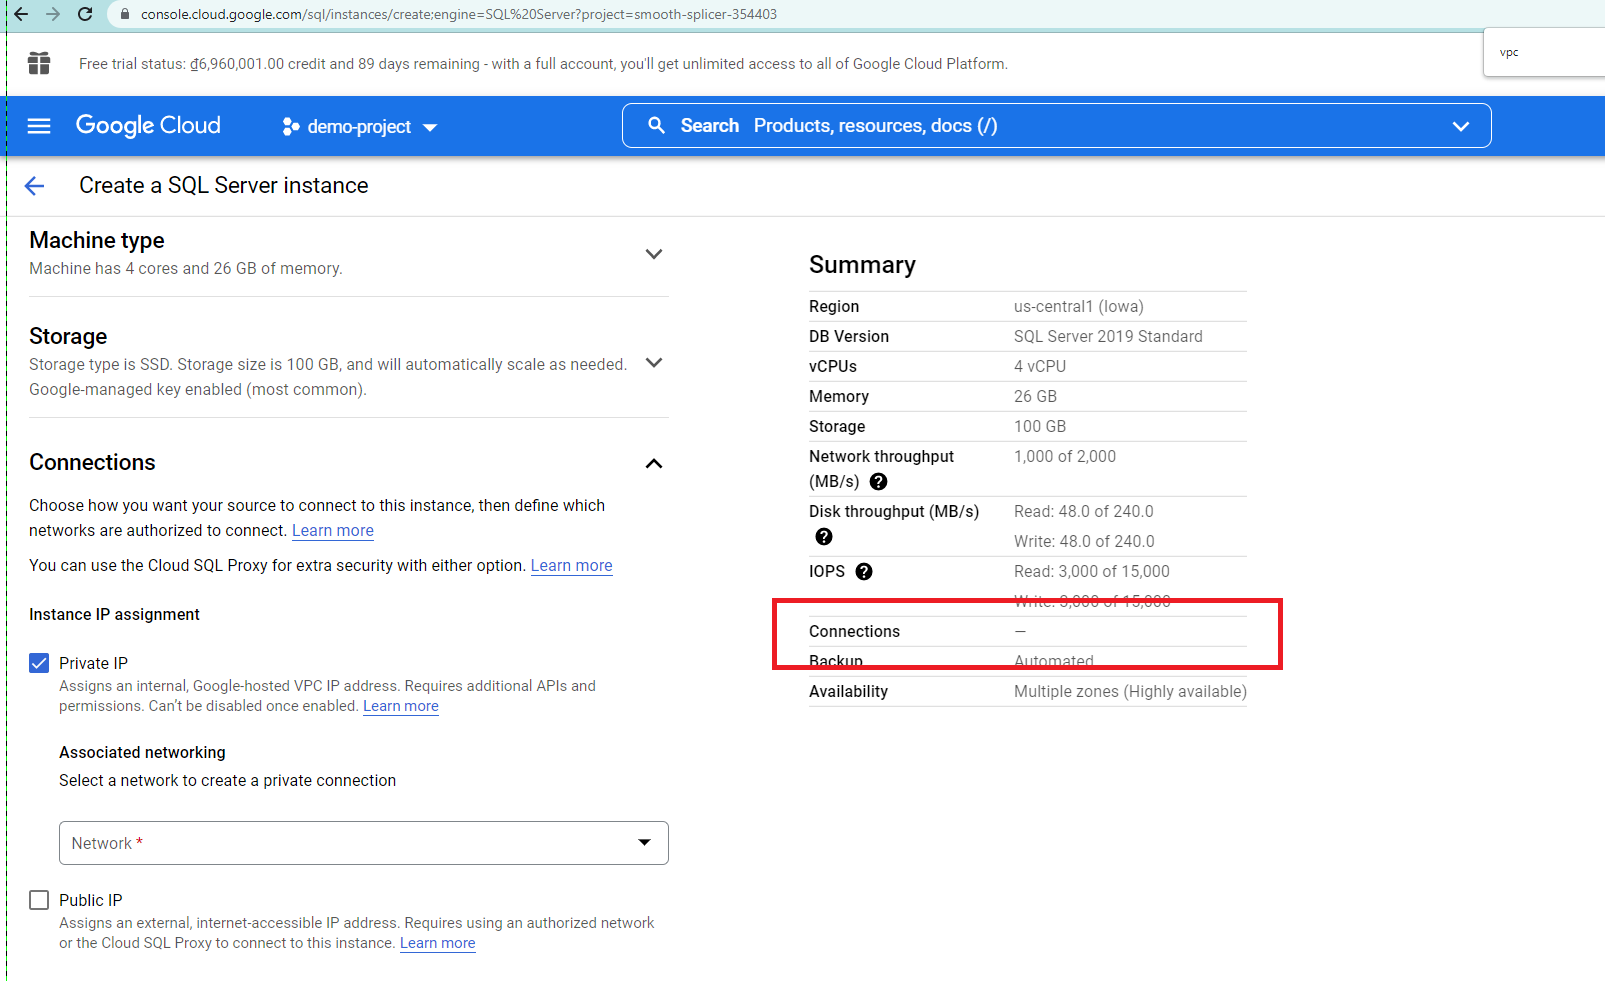 console.cloud.google.com/sql/instances/create;engine=SQL%20Server?project=smooth-splicer-354403
vpc
Free trial status: ₫6,960,001.00 credit and 89 days remaining - with a full account, you'll get unlimited access to all of Google Cloud Platform.
Google Cloud
demo-project
Search Products, resources, docs (/)
Create a SQL Server instance
Machine type
Machine has 4 cores and 26 GB of memory.
Storage
Storage type is SSD. Storage size is 100 GB, and will automatically scale as needed.
Google-managed key enabled (most common).
Connections
Choose how you want your source to connect to this instance, then define which
networks are authorized to connect. Learn more
You can use the Cloud SQL Proxy for extra security with either option. Learn more
Instance IP assignment
Private IP
Assigns an internal, Google-hosted VPC IP address. Requires additional APIs and
permissions. Can't be disabled once enabled. Learn more
Associated networking
Select a network to create a private connection
Network *
Public IP
Assigns an external, internet-accessible IP address. Requires using an authorized network
or the Cloud SQL Proxy to connect to this instance. Learn more
Summary
Region us-central1 (Iowa)
DB Version SQL Server 2019 Standard
vCPUs 4 vCPU
Memory 26 GB
Storage 100 GB
Network throughput 1,000 of 2,000
(MB/s) ?
Disk throughput (MB/s) Read: 48.0 of 240.0
? Write: 48.0 of 240.0
IOPS ? Read: 3,000 of 15,000
Write: 3,000 of 15,000
Connections —
Backup Automated
Availability Multiple zones (Highly available)